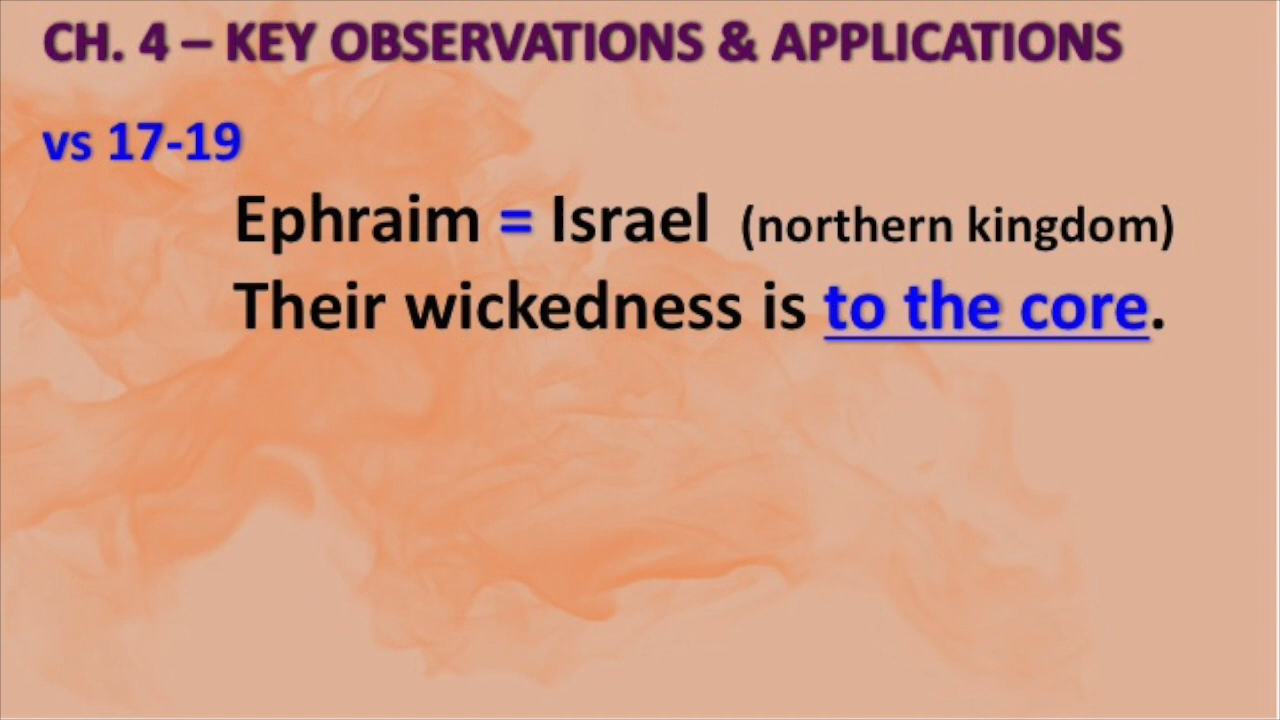 CH. 4 – KEY OBSERVATIONS & APPLICATIONS
vs 17-19
Ephraim = Israel (northern kingdom)
Their wickedness is to the core.